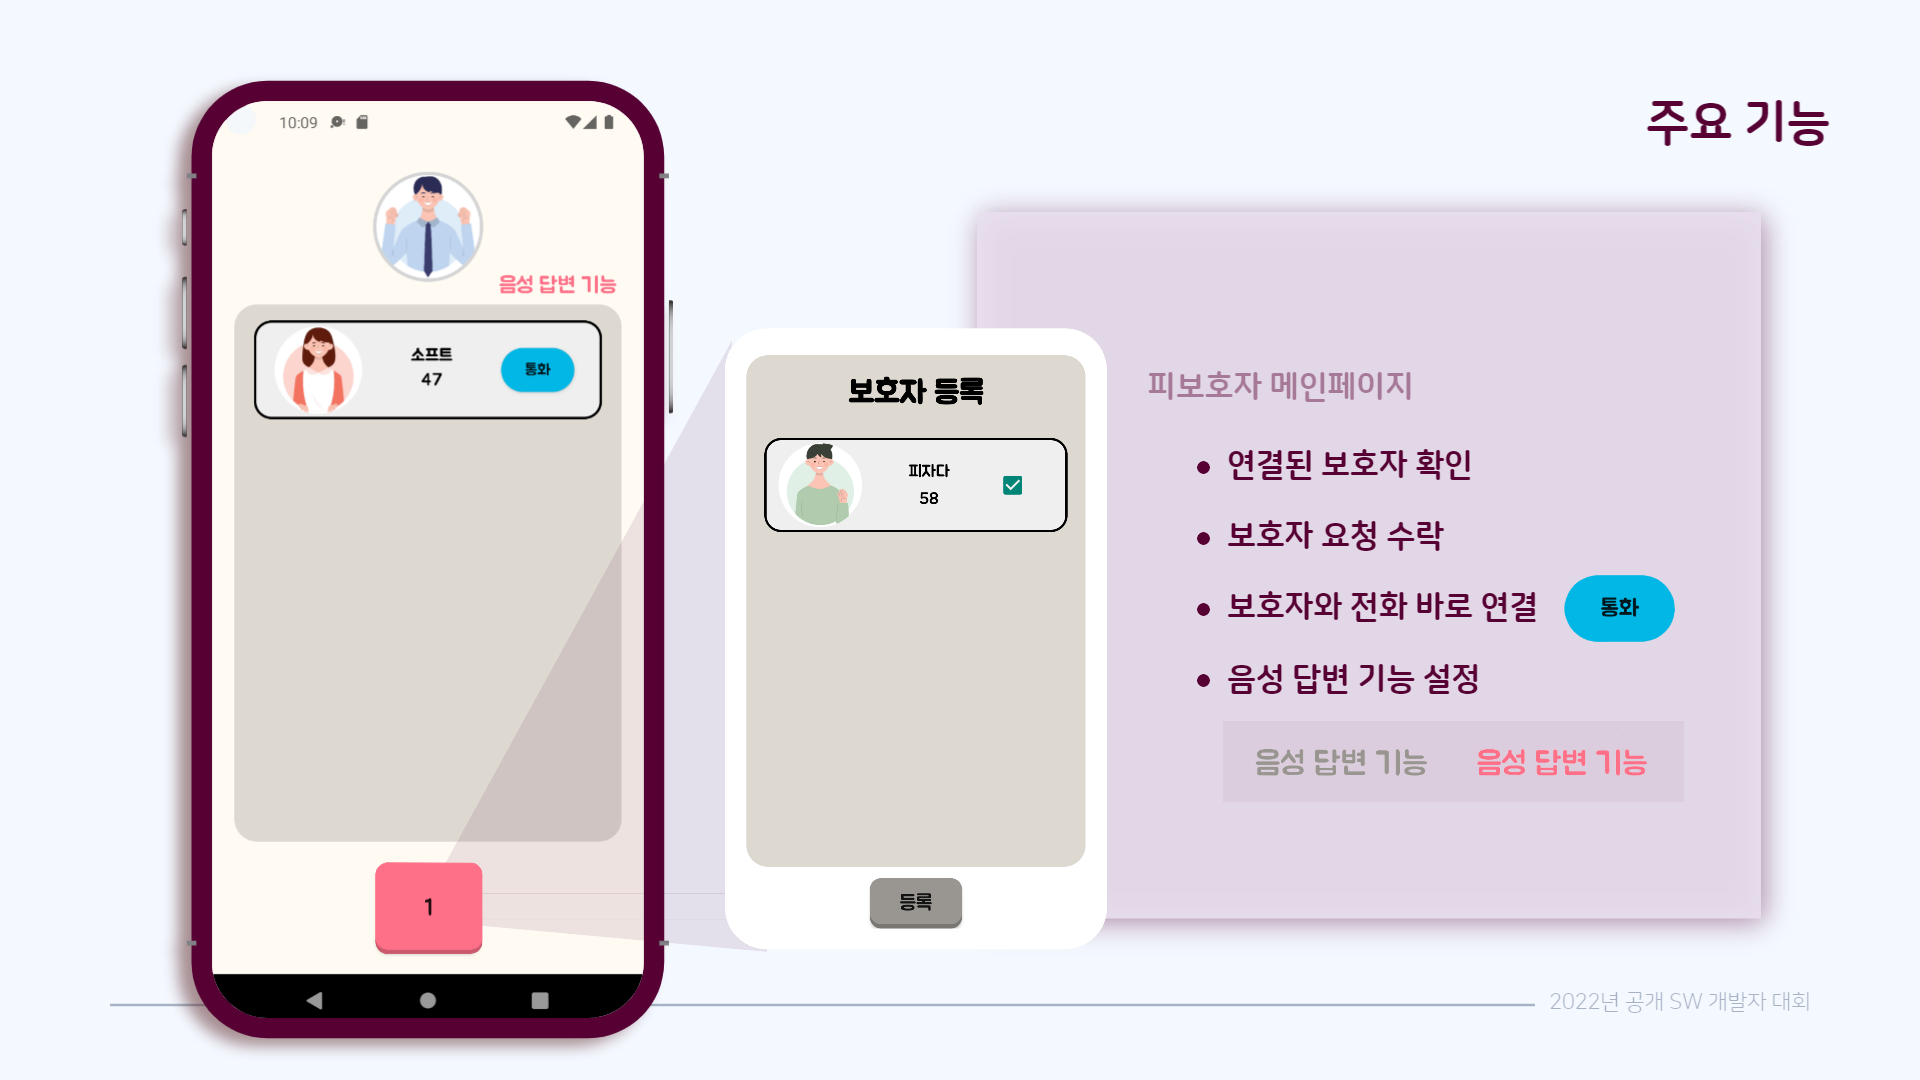 주요 기능
10:09
음성 답변 기능
소프트
47
통화
1
보호자 등록
피자다
58
등록
피보호자 메인페이지
• 연결된 보호자 확인
• 보호자 요청 수락
• 보호자와 전화 바로 연결
통화
• 음성 답변 기능 설정
음성 답변 기능 음성 답변 기능
2022년 공개 SW 개발자 대회